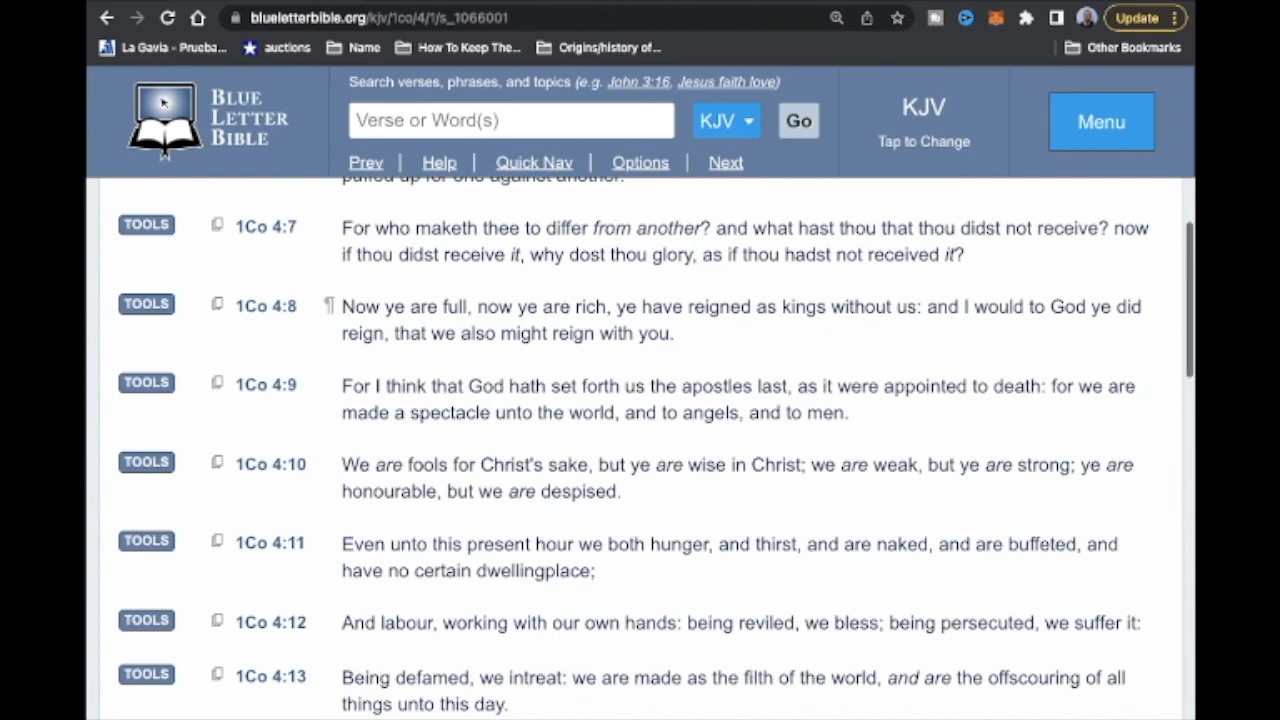 blueletterbible.org/kjv/1co/4/1/s_1066001
Update
La Gavia - Prueba...
auctions
Name
How To Keep The...
Origins/history of...
Other Bookmarks
BLUE
LETTER
BIBLE
Search verses, phrases, and topics (e.g. John 3:16, Jesus faith love)
Verse or Word(s)
KJV
Go
Prev | Help | Quick Nav | Options | Next
KJV
Tap to Change
Menu
puffed up for one against another.
TOOLS 1Co 4:7 For who maketh thee to differ from another? and what hast thou that thou didst not receive? now
if thou didst receive it, why dost thou glory, as if thou hadst not received it?
TOOLS 1Co 4:8 ¶ Now ye are full, now ye are rich, ye have reigned as kings without us: and I would to God ye did
reign, that we also might reign with you.
TOOLS 1Co 4:9 For I think that God hath set forth us the apostles last, as it were appointed to death: for we are
made a spectacle unto the world, and to angels, and to men.
TOOLS 1Co 4:10 We are fools for Christ's sake, but ye are wise in Christ; we are weak, but ye are strong; ye are
honourable, but we are despised.
TOOLS 1Co 4:11 Even unto this present hour we both hunger, and thirst, and are naked, and are buffeted, and
have no certain dwellingplace;
TOOLS 1Co 4:12 And labour, working with our own hands: being reviled, we bless; being persecuted, we suffer it:
TOOLS 1Co 4:13 Being defamed, we intreat: we are made as the filth of the world, and are the offscouring of all
things unto this day.